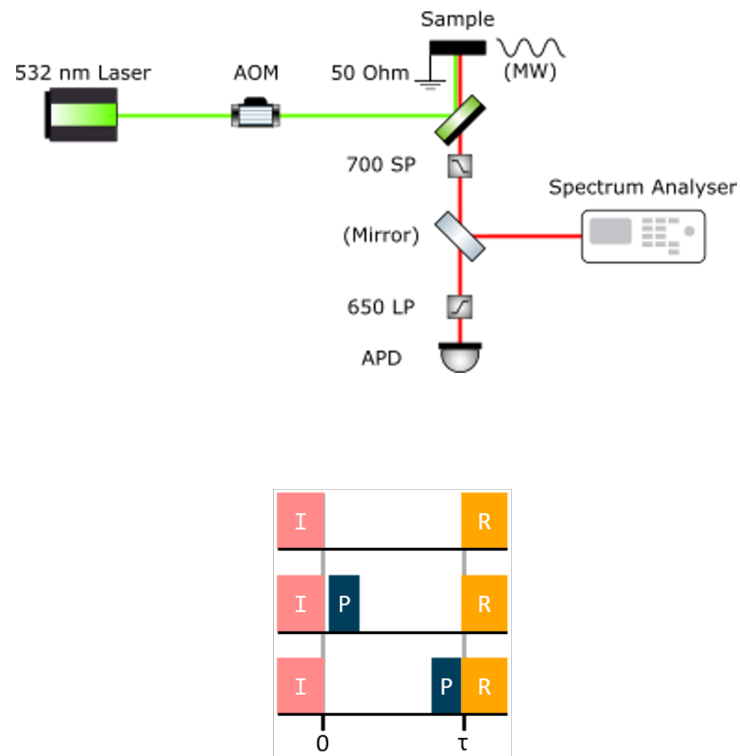 Sample
532 nm Laser
AOM
50 Ohm
(MW)
700 SP
Spectrum Analyser
(Mirror)
650 LP
APD
I R
I P R
I P R
0 τ